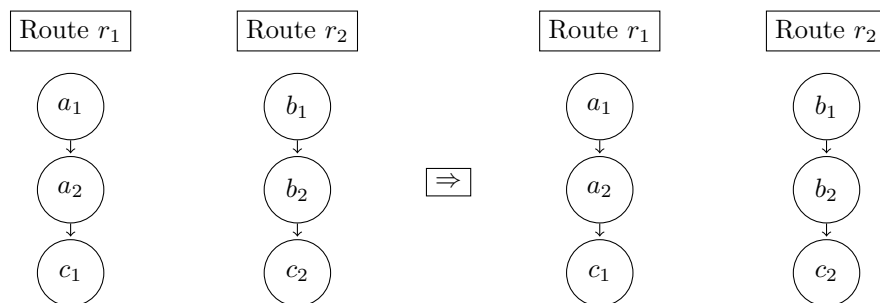 Route r₁ Route r₂ Route r₁ Route r₂
a₁ b₁ a₁ b₁
a₂ b₂ ⇒ a₂ b₂
c₁ c₂ c₁ c₂